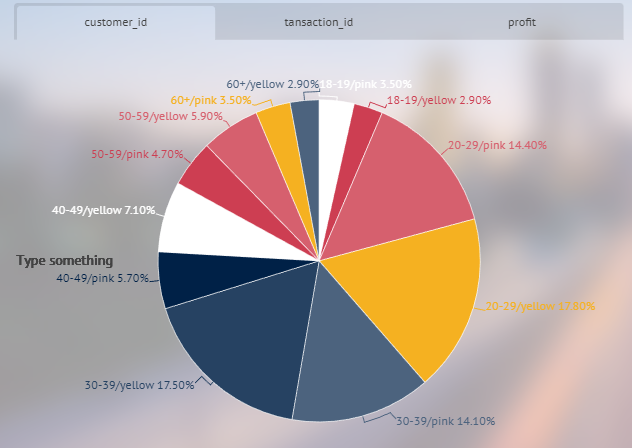 customer_id
tansaction_id
profit
60+/yellow 2.90%
18-19/pink 3.50%
60+/pink 3.50%
18-19/yellow 2.90%
50-59/yellow 5.90%
20-29/pink 14.40%
50-59/pink 4.70%
40-49/yellow 7.10%
Type something
40-49/pink 5.70%
20-29/yellow 17.80%
30-39/yellow 17.50%
30-39/pink 14.10%